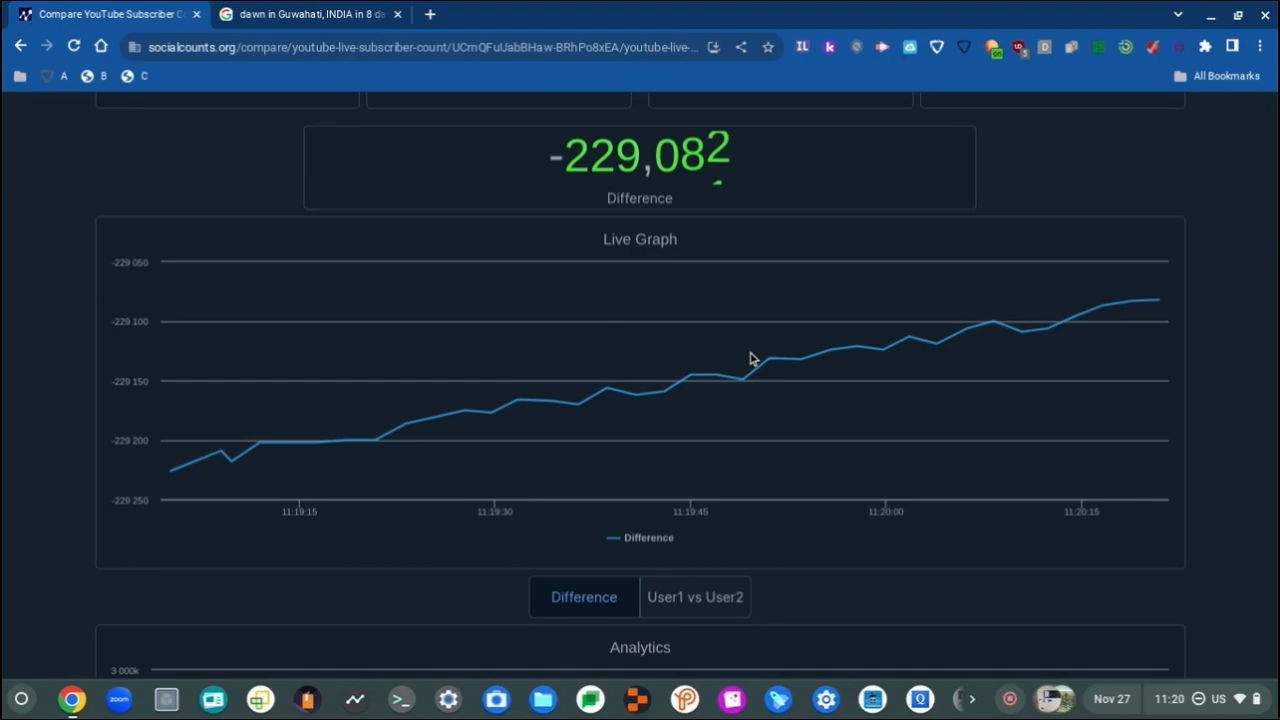 Compare YouTube Subscriber C
dawn in Guwahati, INDIA in 8 da
socialcounts.org/compare/youtube-live-subscriber-count/UCmQFuUabBHaw-BRhPo8xEA/youtube-live-...
A
B
C
All Bookmarks
-229,082
Difference
Live Graph
-229 050
-229 100
-229 150
-229 200
-229 250
11:19:15
11:19:30
11:19:45
11:20:00
11:20:15
Difference
Difference
User1 vs User2
Analytics
3 000k
zoom
Nov 27
11:20
US